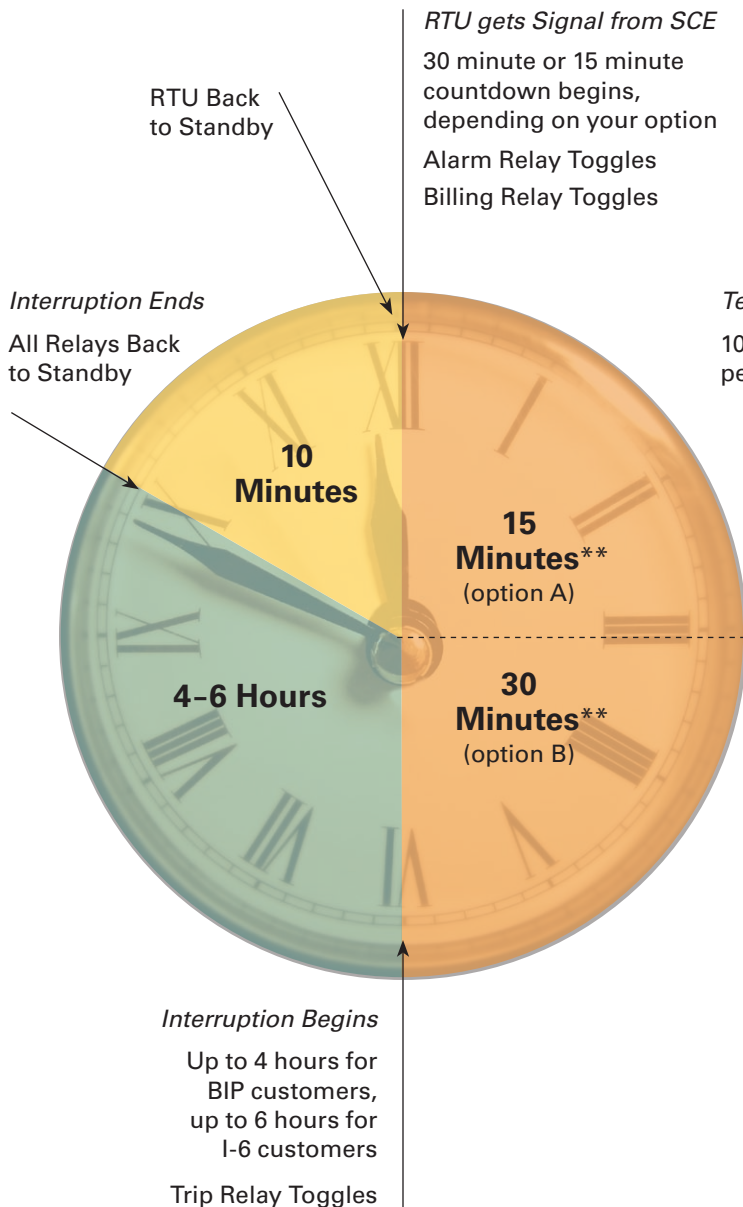 RTU gets Signal from SCE
30 minute or 15 minute
countdown begins,
depending on your option
Alarm Relay Toggles
Billing Relay Toggles
RTU Back
to Standby
Interruption Ends
All Relays Back
to Standby
Te
10
pe
10
Minutes
15
Minutes**
(option A)
30
Minutes**
(option B)
4–6 Hours
Interruption Begins
Up to 4 hours for
BIP customers,
up to 6 hours for
I-6 customers
Trip Relay Toggles